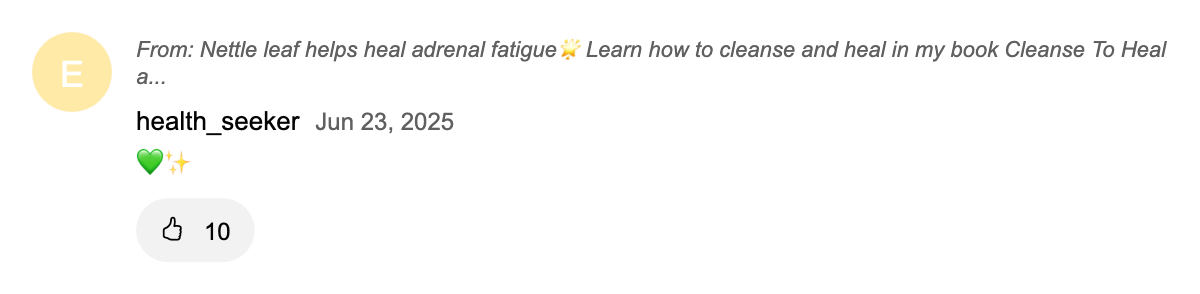 E
From: Nettle leaf helps heal adrenal fatigue🌟 Learn how to cleanse and heal in my book Cleanse To Heal
a...
health_seeker Jun 23, 2025
💚✨
10